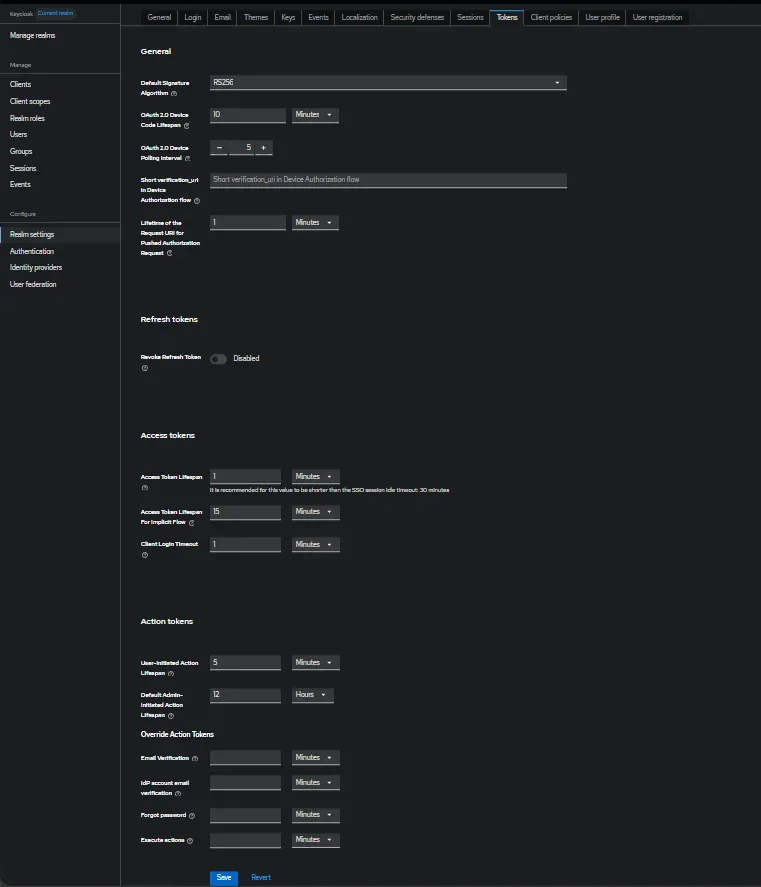 Keycloak Current realm
Manage realms
Manage
Clients
Client scopes
Realm roles
Users
Groups
Sessions
Events
Configure
Realm settings
Authentication
Identity providers
User federation
General Login Email Themes Keys Events Localization Security defenses Sessions Tokens Client policies User profile User registration
General
Default Signature
Algorithm
RS256
OAuth 2.0 Device
Code Lifespan
10 Minutes
OAuth 2.0 Device
Polling Interval
− 5 +
Short verification_uri
in Device
Authorization flow
Short verification_uri in Device Authorization flow
Lifetime of the
Request URI for
Pushed Authorization
Request
1 Minutes
Refresh tokens
Revoke Refresh Token
Disabled
Access tokens
Access Token Lifespan
1 Minutes
It is recommended for this value to be shorter than the SSO session idle timeout: 30 minutes
Access Token Lifespan
For Implicit Flow
15 Minutes
Client Login Timeout
1 Minutes
Action tokens
User-Initiated Action
Lifespan
5 Minutes
Default Admin-
Initiated Action
Lifespan
12 Hours
Override Action Tokens
Email Verification
Minutes
IdP account email
verification
Minutes
Forgot password
Minutes
Execute actions
Minutes
Save Revert